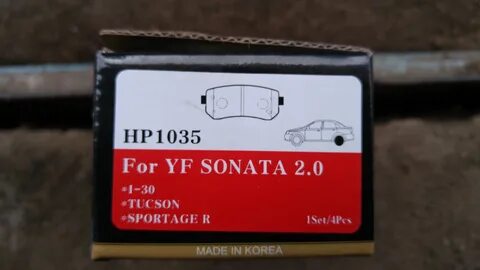 HP1035
For YF SONATA 2.0
*I-30
*TUCSON
*SPORTAGE R
1Set/4Pcs
MADE IN KOREA